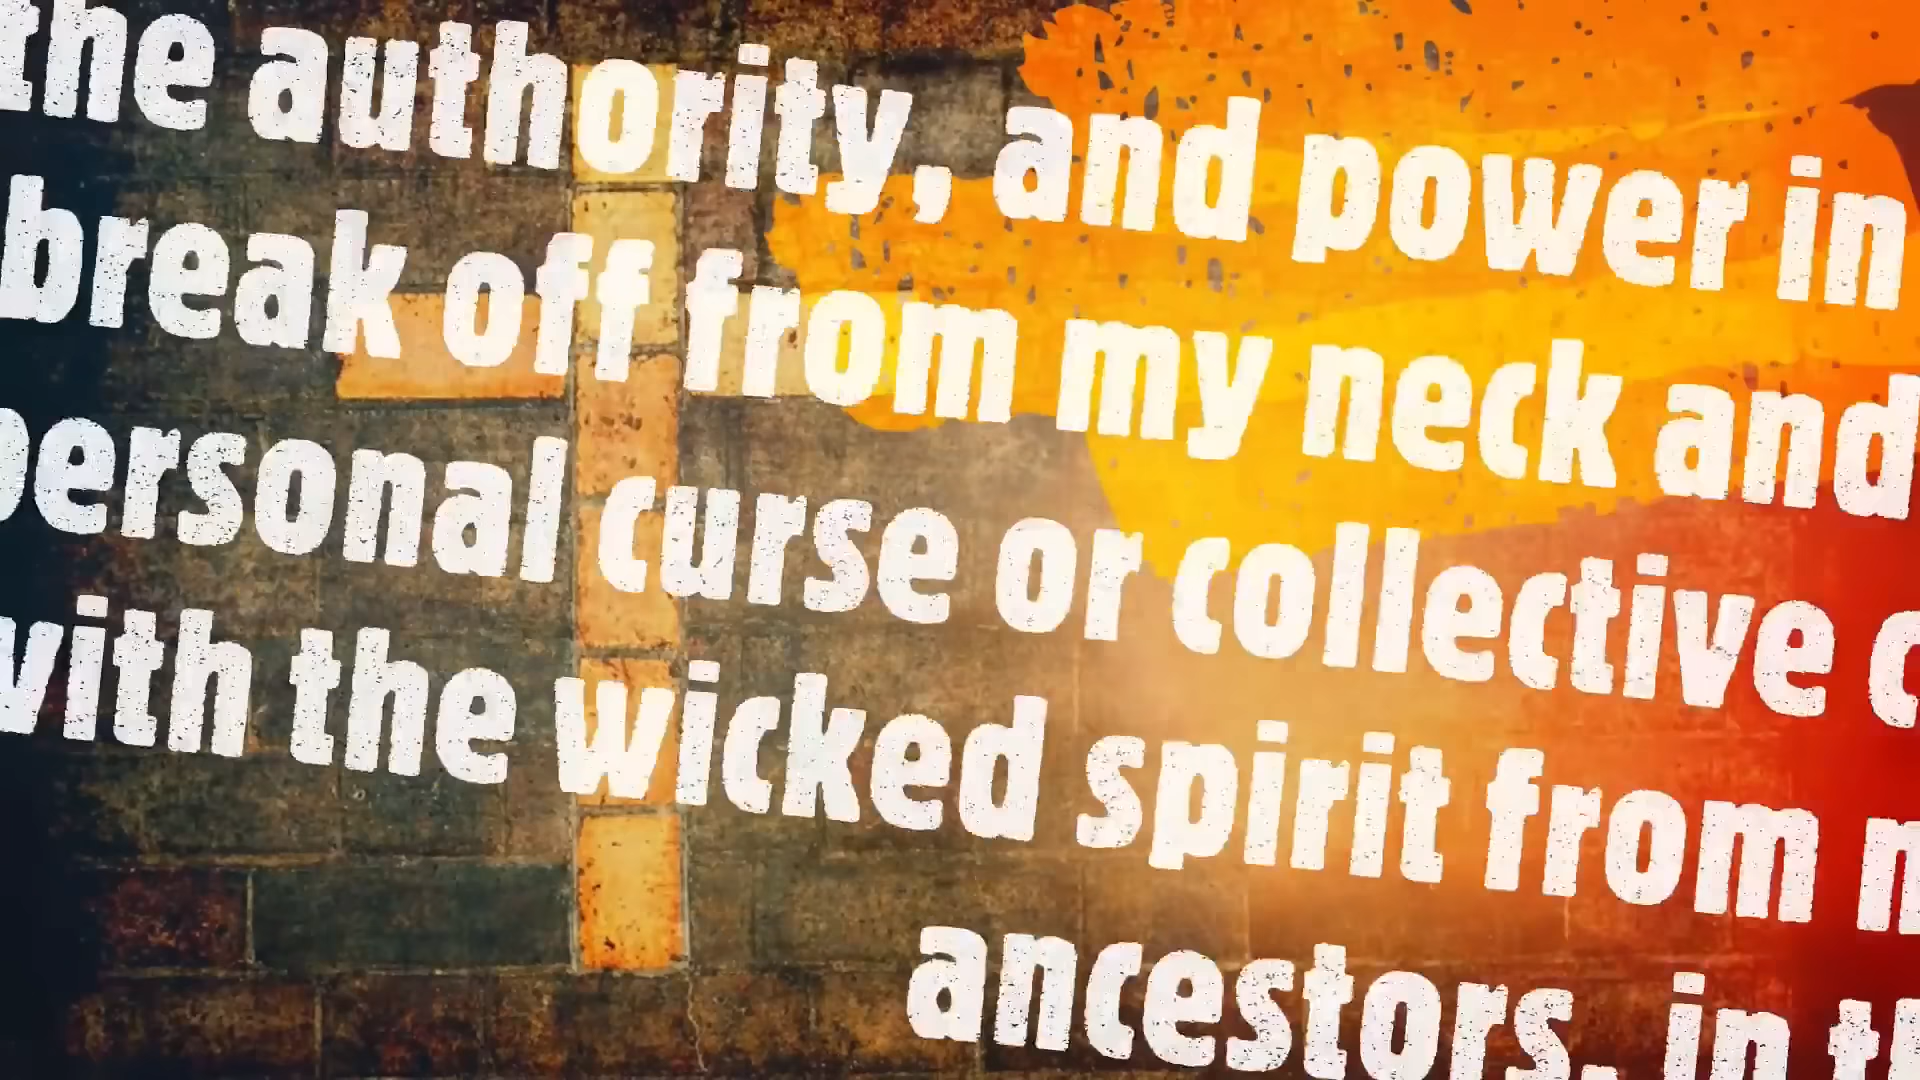 the authority, and power in
break off from my neck and
personal curse or collective
with the wicked spirit from
ancestors, in